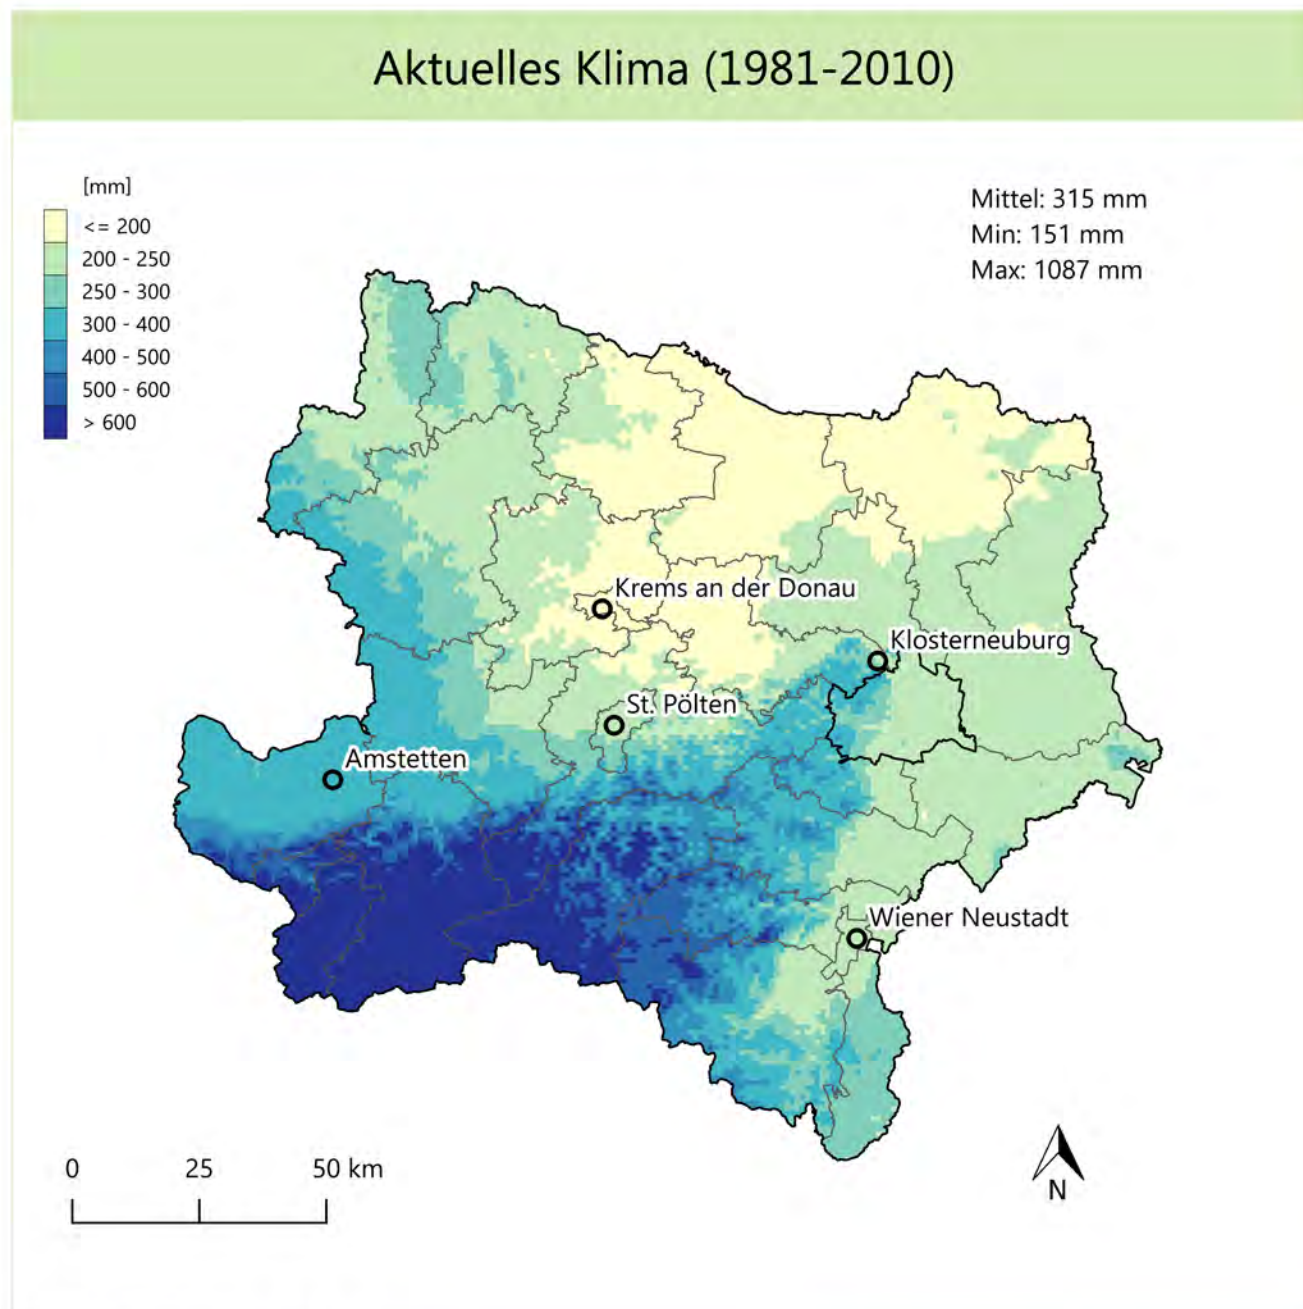 Aktuelles Klima (1981-2010)
[mm]
<= 200
200 - 250
250 - 300
300 - 400
400 - 500
500 - 600
> 600
Mittel: 315 mm
Min: 151 mm
Max: 1087 mm
Krems an der Donau
Klosterneuburg
St. Pölten
Amstetten
Wiener Neustadt
0 25 50 km
N